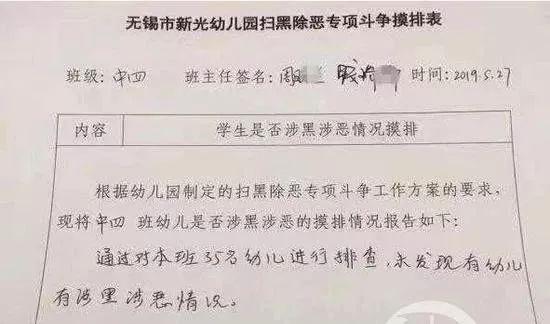 无锡市新光幼儿园扫黑除恶专项斗争摸排表
班级：中四 班主任签名：周 时间：2019.5.27
内容 学生是否涉黑涉恶情况摸排
根据幼儿园制定的扫黑除恶专项斗争工作方案的要求，
现将中四班幼儿是否涉黑涉恶的摸排情况报告如下：
通过对本班35名幼儿进行排查，未发现有幼儿
有涉黑涉恶情况。